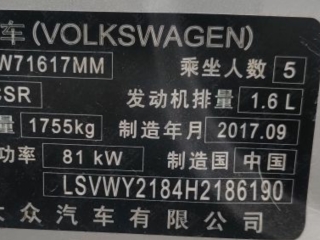 车(VOLKSWAGEN)
W71617MM 乘坐人数 5
SSR 发动机排量 1.6 L
量 1755kg 制造年月 2017.09
功率 81 kW 制造国 中国
LSVWY2184H2186190
大众汽车有限公司